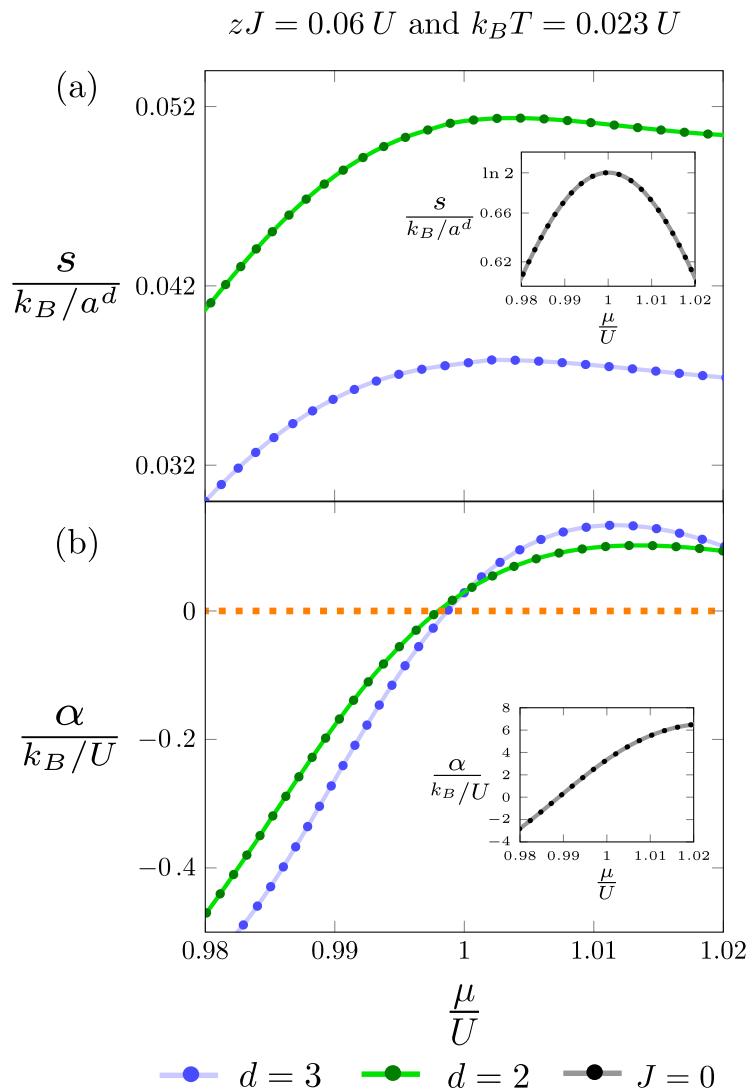 zJ = 0.06 U and k_BT = 0.023 U
(a)
0.052
0.042
0.032
s
k_B/a^d
ln 2
0.66
0.62
s
k_B/a^d
0.98 0.99 1 1.01 1.02
μ
U
(b)
0
−0.2
−0.4
α
k_B/U
8
6
4
2
0
−2
−4
α
k_B/U
0.98 0.99 1 1.01 1.02
μ
U
0.98 0.99 1 1.01 1.02
μ
U
d = 3 d = 2 J = 0